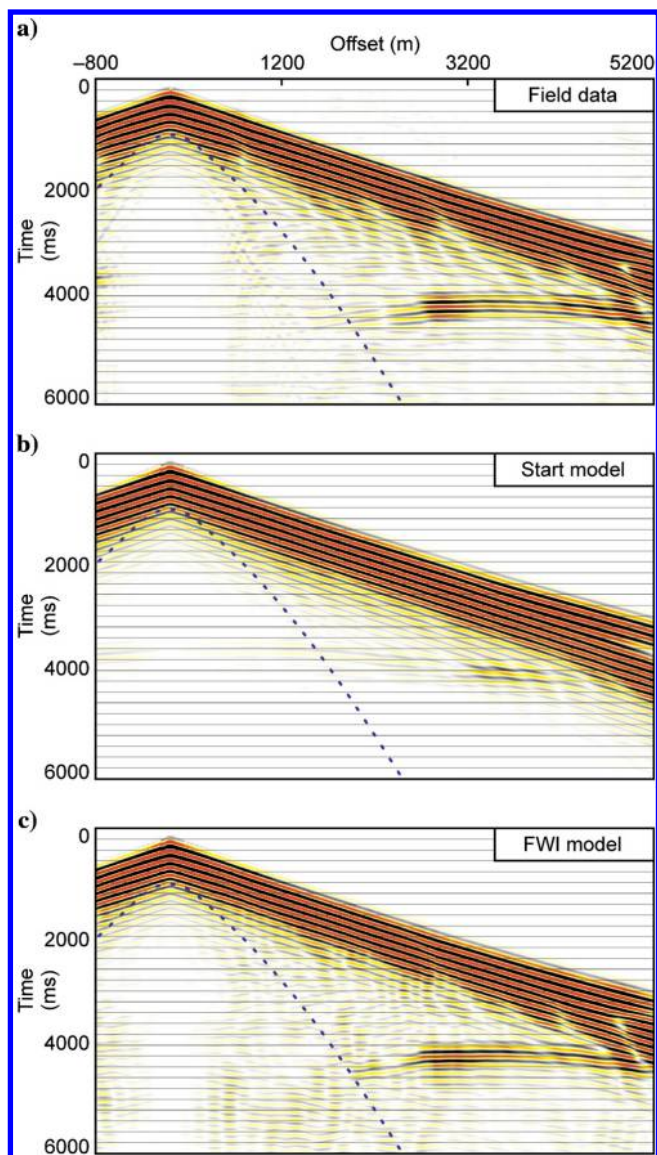 a)
Offset (m)
–800 1200 3200 5200
Field data
0
2000
4000
6000
Time
(ms)
b)
Start model
0
2000
4000
6000
Time
(ms)
c)
FWI model
0
2000
4000
6000
Time
(ms)